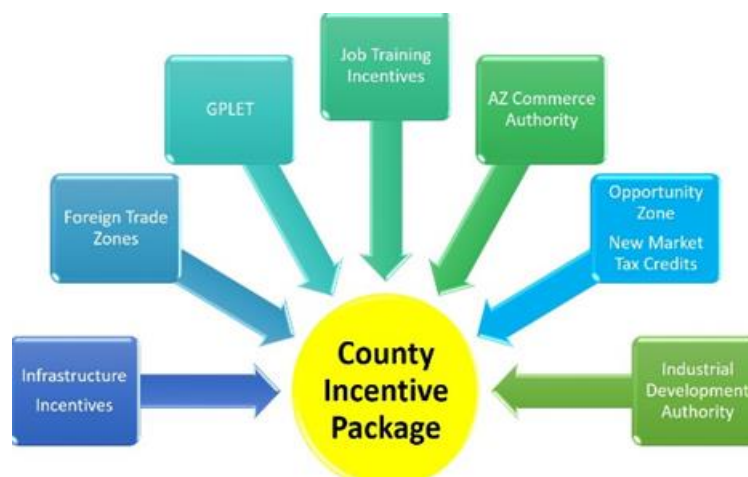 Job Training
Incentives
GPLET
AZ Commerce
Authority
Foreign Trade
Zones
Opportunity
Zone
New Market
Tax Credits
Infrastructure
Incentives
County
Incentive
Package
Industrial
Development
Authority